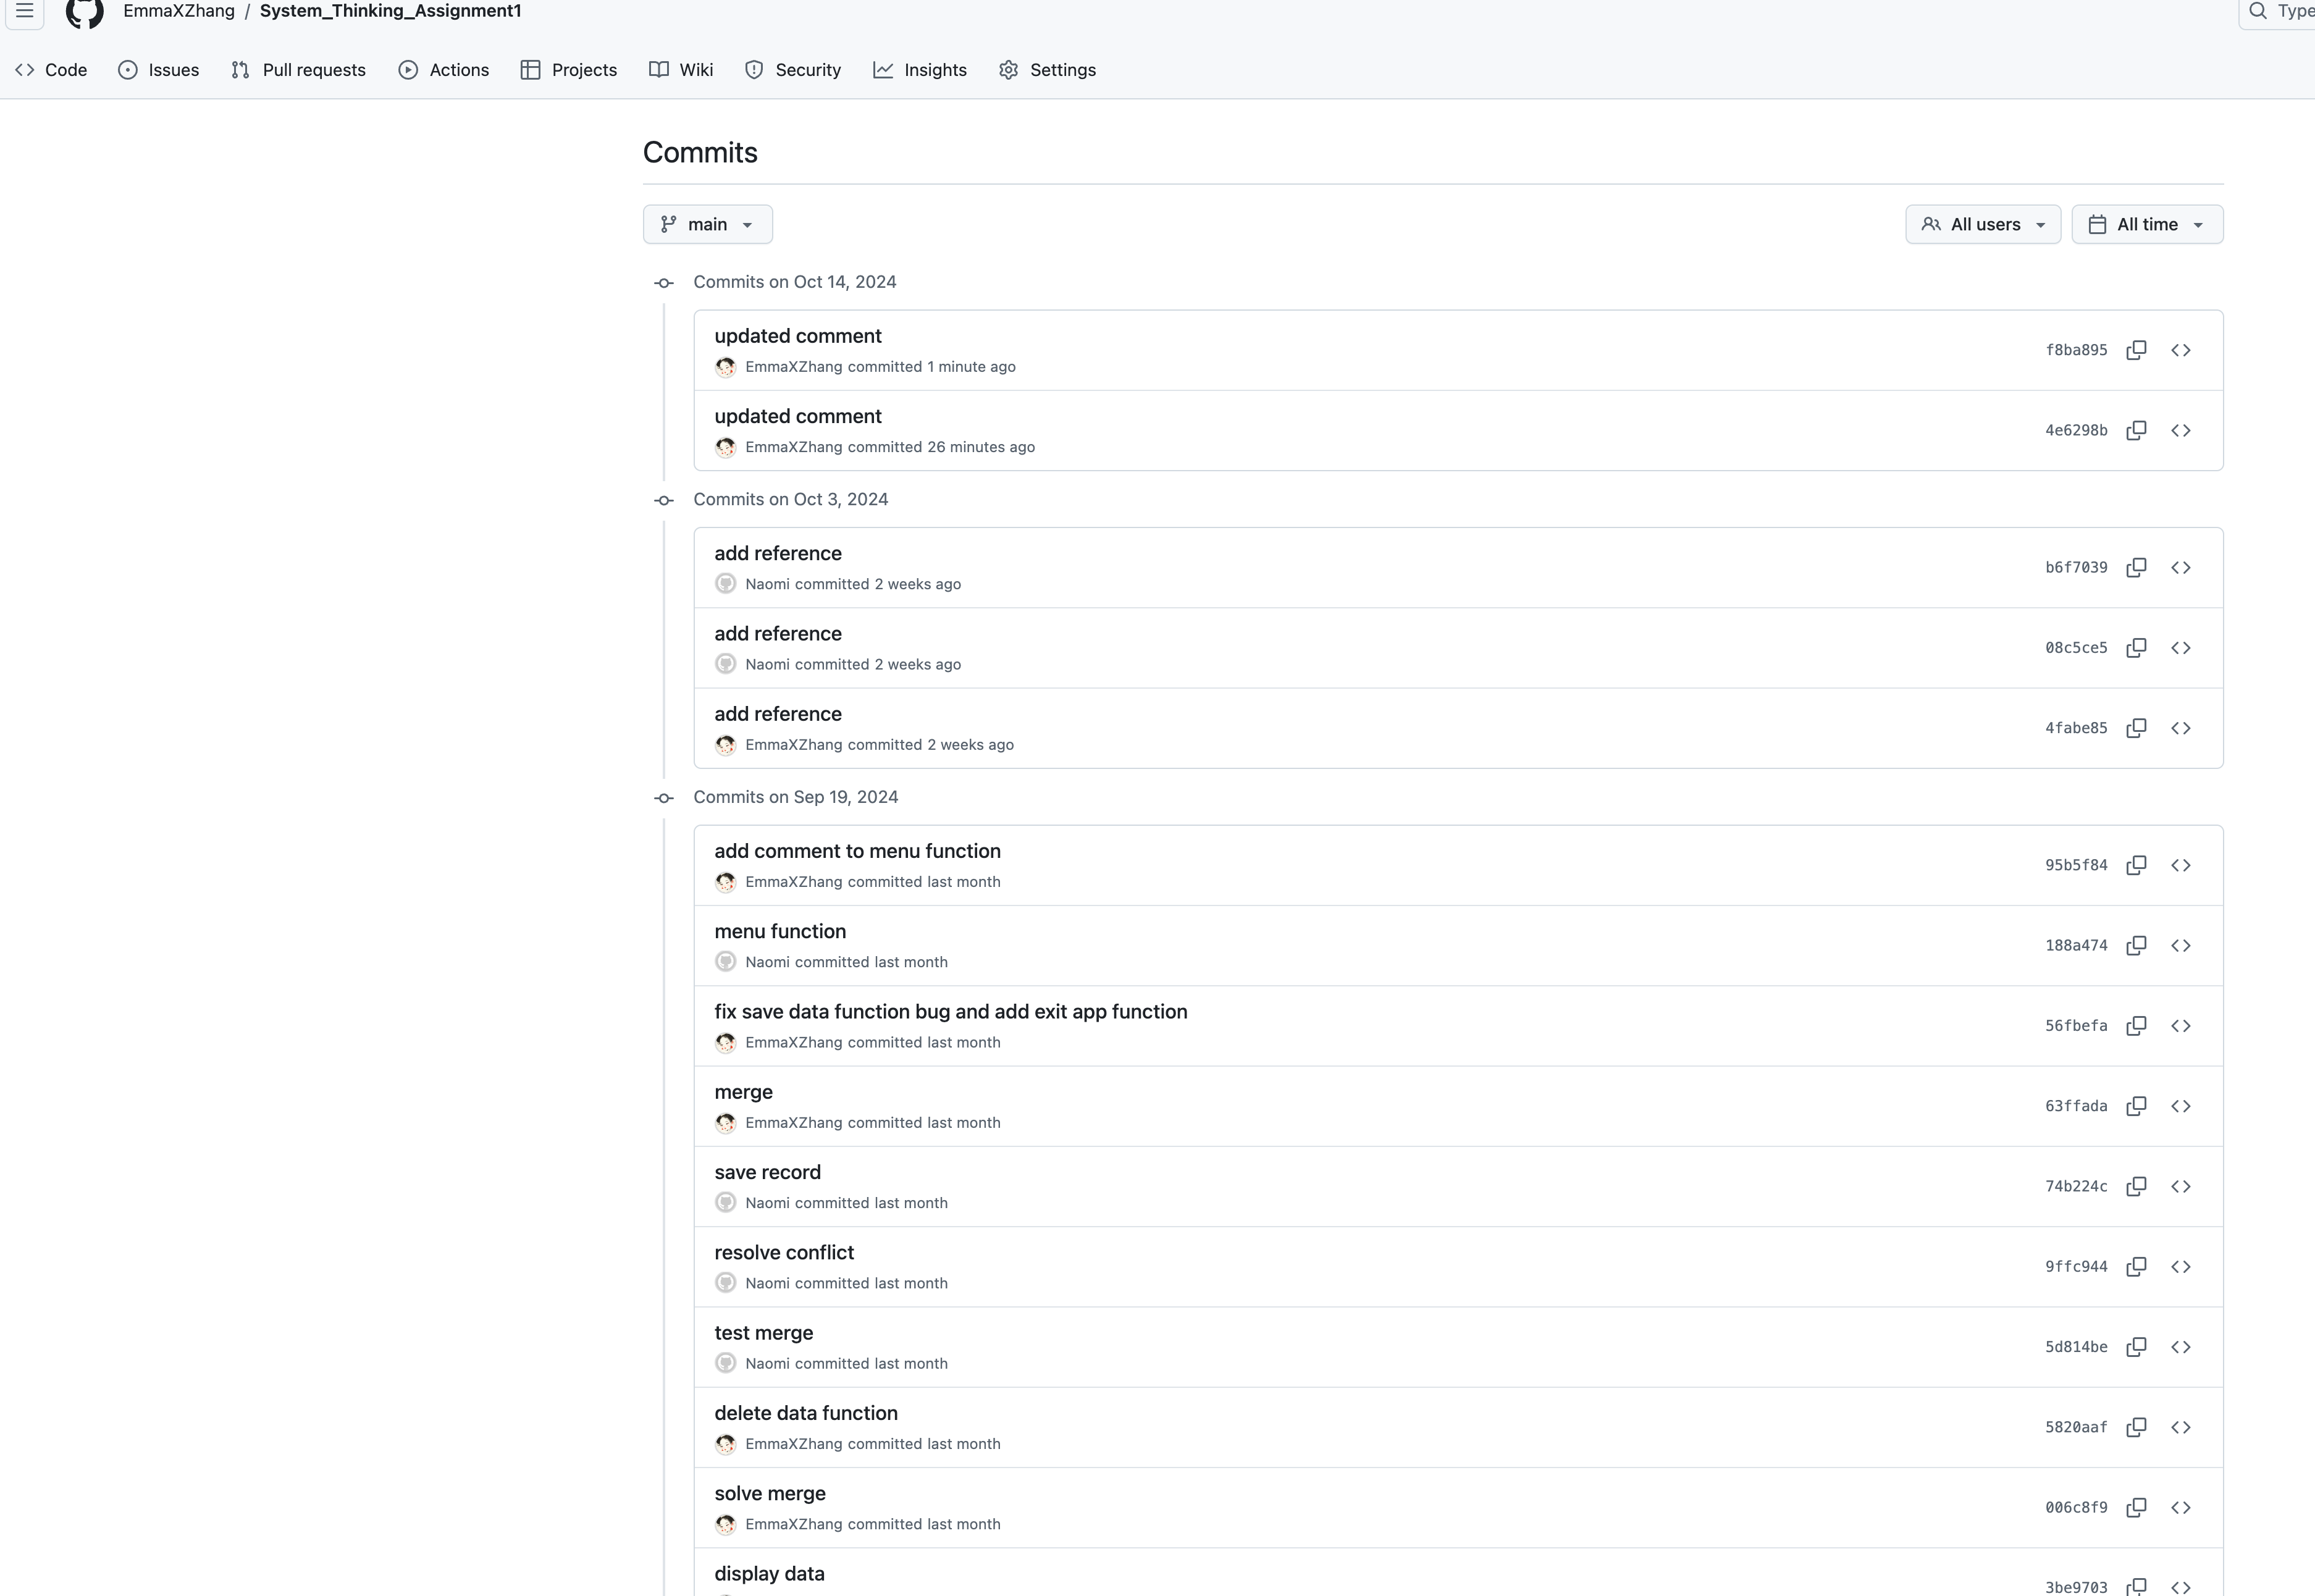 EmmaXZhang / System_Thinking_Assignment1
Type
Code Issues Pull requests Actions Projects Wiki Security Insights Settings
Commits
main All users All time
Commits on Oct 14, 2024
updated comment
EmmaXZhang committed 1 minute ago
f8ba895
updated comment
EmmaXZhang committed 26 minutes ago
4e6298b
Commits on Oct 3, 2024
add reference
Naomi committed 2 weeks ago
b6f7039
add reference
Naomi committed 2 weeks ago
08c5ce5
add reference
EmmaXZhang committed 2 weeks ago
4fabe85
Commits on Sep 19, 2024
add comment to menu function
EmmaXZhang committed last month
95b5f84
menu function
Naomi committed last month
188a474
fix save data function bug and add exit app function
EmmaXZhang committed last month
56fbefa
merge
EmmaXZhang committed last month
63ffada
save record
Naomi committed last month
74b224c
resolve conflict
Naomi committed last month
9ffc944
test merge
Naomi committed last month
5d814be
delete data function
EmmaXZhang committed last month
5820aaf
solve merge
EmmaXZhang committed last month
006c8f9
display data
3be9703